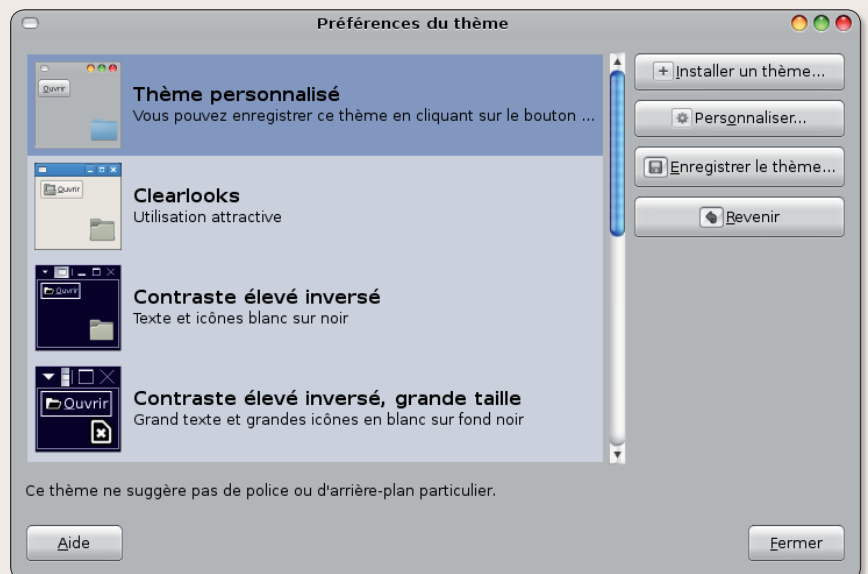 Préférences du thème
Ouvrir
Thème personnalisé
Vous pouvez enregistrer ce thème en cliquant sur le bouton ...
Ouvrir
Clearlooks
Utilisation attractive
Ouvrir
Contraste élevé inversé
Texte et icônes blanc sur noir
Ouvrir
Contraste élevé inversé, grande taille
Grand texte et grandes icônes en blanc sur fond noir
Installer un thème...
Personnaliser...
Enregistrer le thème...
Revenir
Ce thème ne suggère pas de police ou d'arrière-plan particulier.
Aide
Fermer